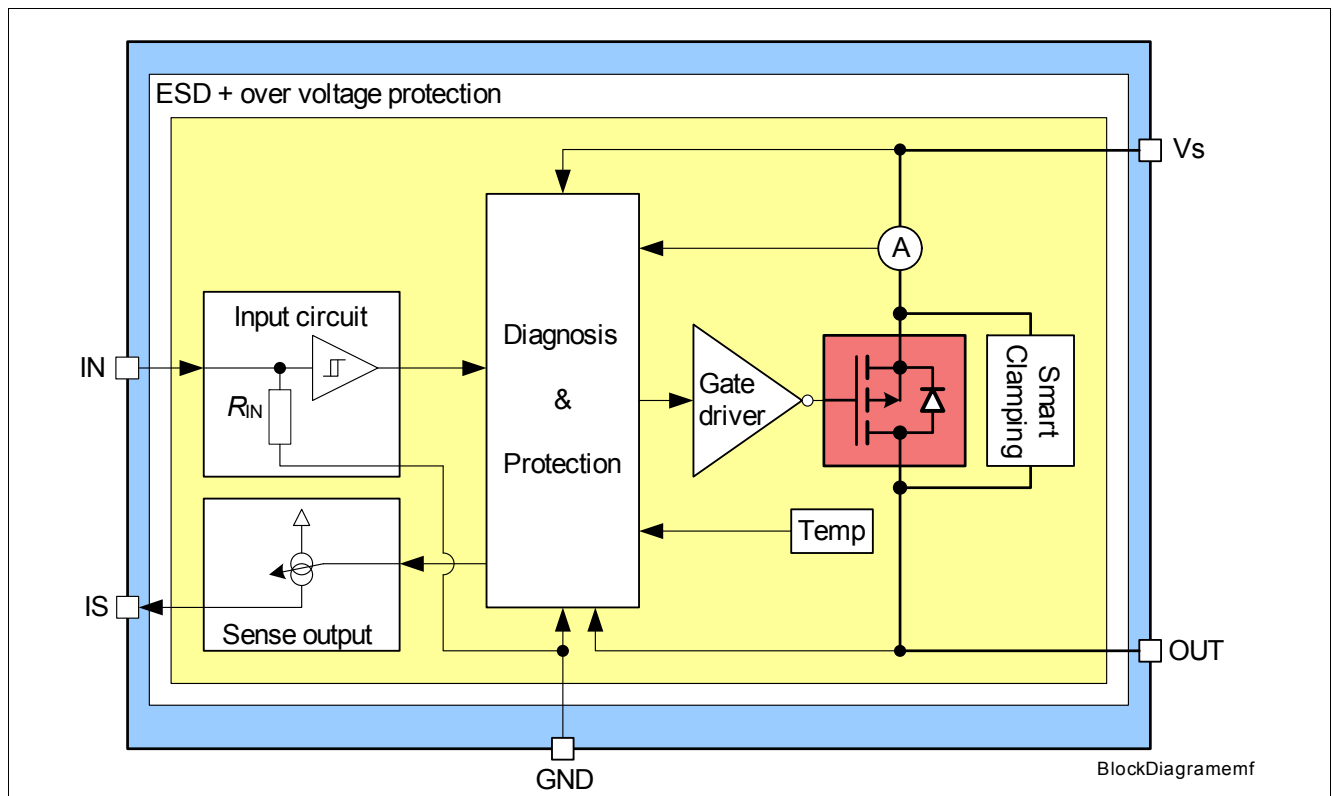 ESD + over voltage protection
Vs
A
Input circuit
IN
R_IN
Diagnosis
&
Protection
Gate
driver
Smart
Clamping
Temp
IS
Sense output
OUT
GND
BlockDiagramemf